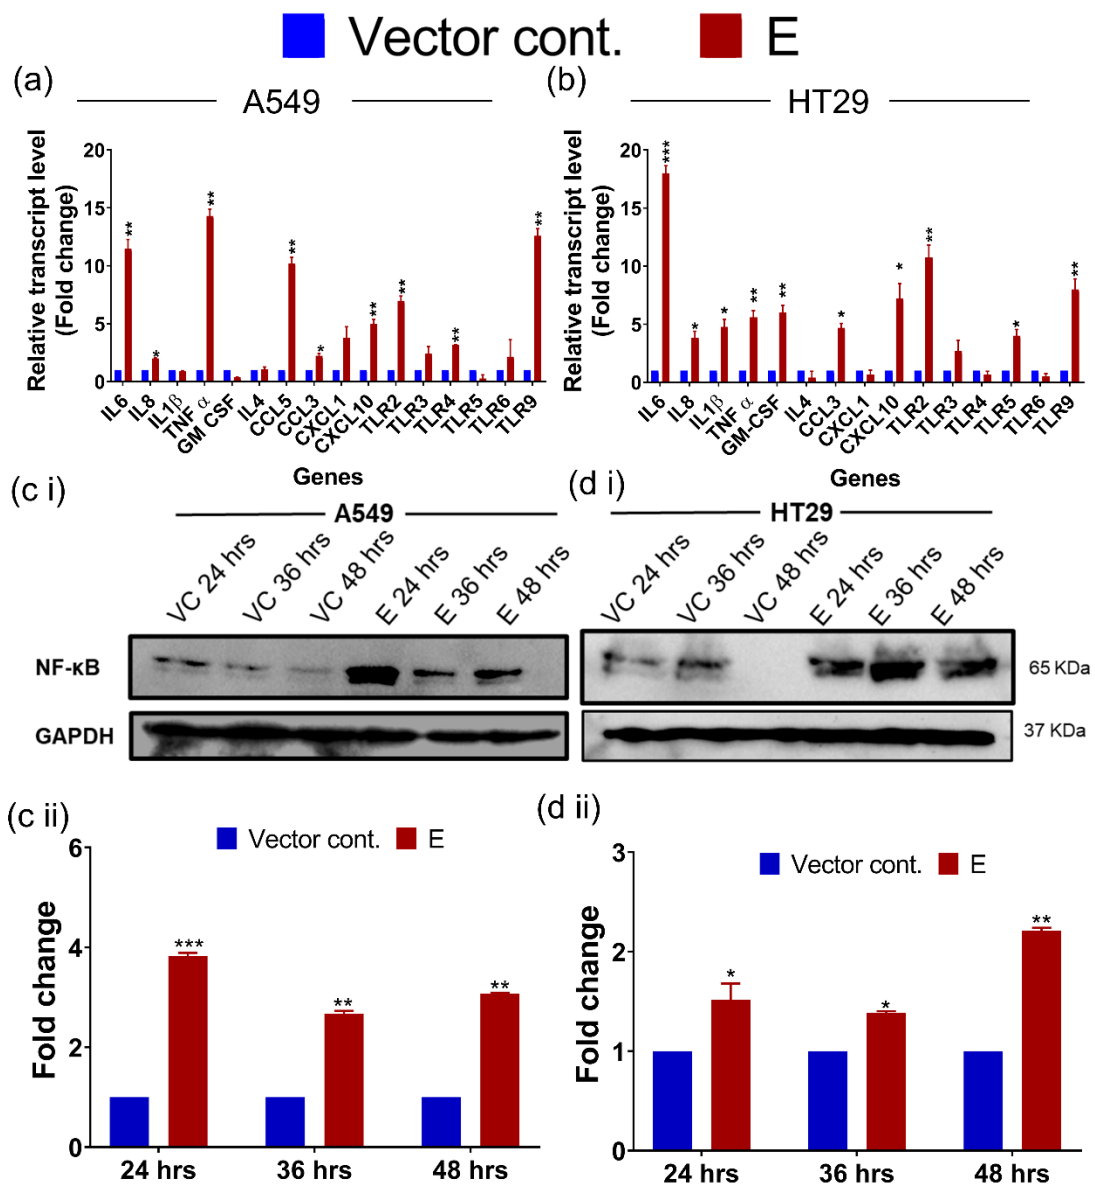 Vector cont. E
(a) A549
Relative transcript level
(Fold change)
20
15
10
5
0
** * ** ** * ** ** ** **
IL6 IL8 IL1β TNF α GM CSF IL4 CCL5 CCL3 CXCL1 CXCL10 TLR2 TLR3 TLR4 TLR5 TLR6 TLR9
Genes
(b) HT29
Relative transcript level
(Fold change)
20
15
10
5
0
*** * * ** ** * * ** * **
IL6 IL8 IL1β TNF α GM-CSF IL4 CCL3 CXCL1 CXCL10 TLR2 TLR3 TLR4 TLR5 TLR6 TLR9
Genes
(c i) A549
VC 24 hrs VC 36 hrs VC 48 hrs E 24 hrs E 36 hrs E 48 hrs
NF-κB
GAPDH
(d i) HT29
VC 24 hrs VC 36 hrs VC 48 hrs E 24 hrs E 36 hrs E 48 hrs
65 KDa
37 KDa
(c ii)
Vector cont. E
Fold change
6
4
2
0
*** ** **
24 hrs 36 hrs 48 hrs
(d ii)
Vector cont. E
Fold change
3
2
1
0
* * **
24 hrs 36 hrs 48 hrs